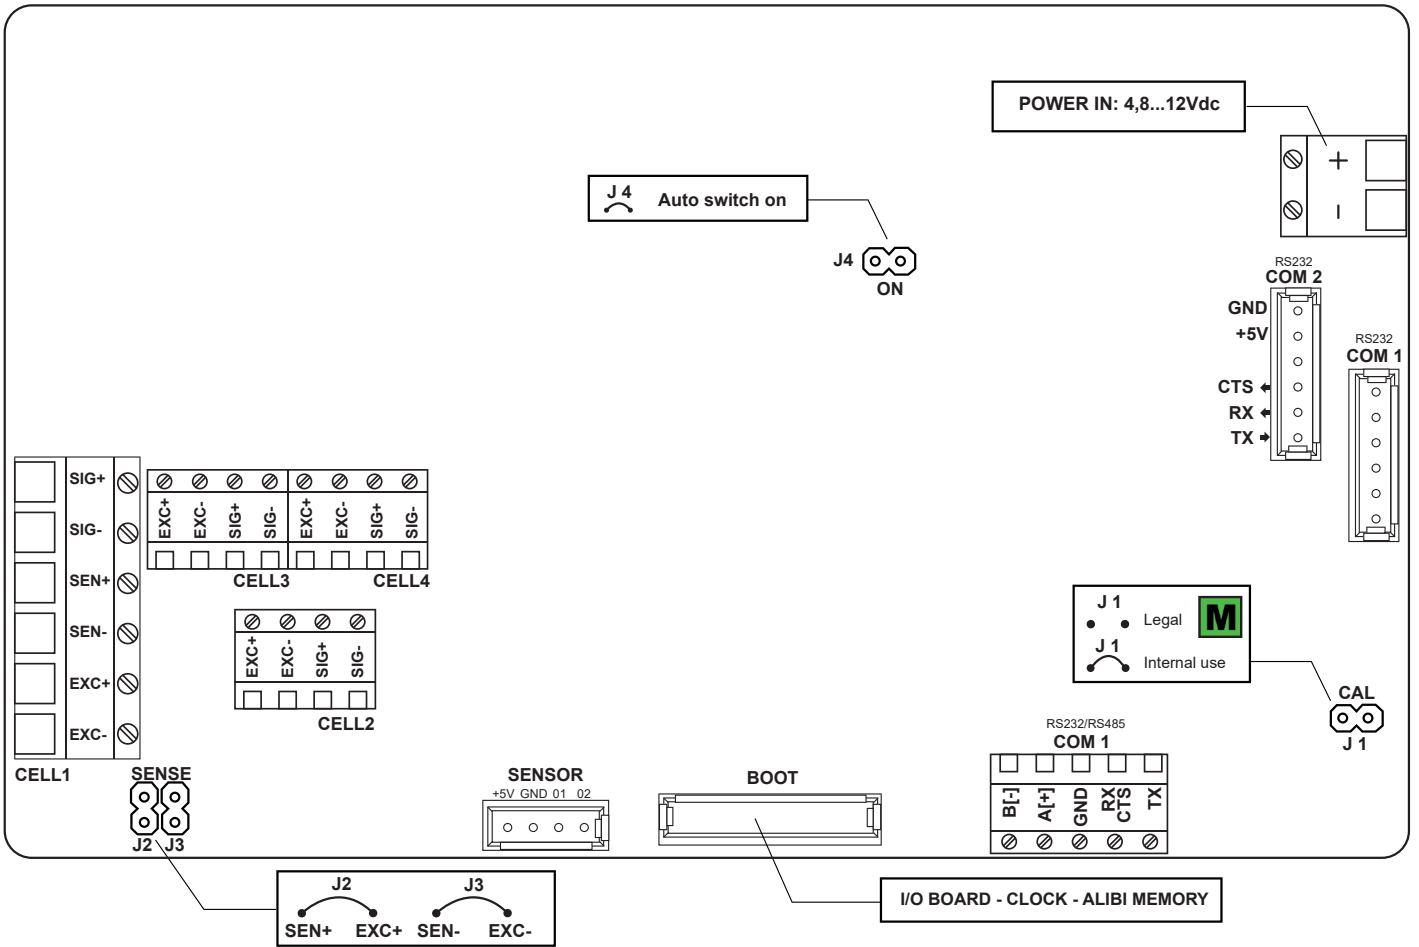 POWER IN: 4,8...12Vdc
+
–
J 4 Auto switch on
J4
ON
RS232
COM 2
GND
+5V
CTS
RX
TX
RS232
COM 1
SIG+
SIG-
SEN+
SEN-
EXC+
EXC-
CELL1
EXC+ EXC- SIG+ SIG- EXC+ EXC- SIG+ SIG-
CELL3 CELL4
EXC+ EXC- SIG+ SIG-
CELL2
SENSE
J2 J3
J2 J3
SEN+ EXC+ SEN- EXC-
SENSOR
+5V GND 01 02
BOOT
I/O BOARD - CLOCK - ALIBI MEMORY
RS232/RS485
COM 1
B[-] A[+] GND RX CTS TX
J 1
Legal M
J 1
Internal use
CAL
J 1